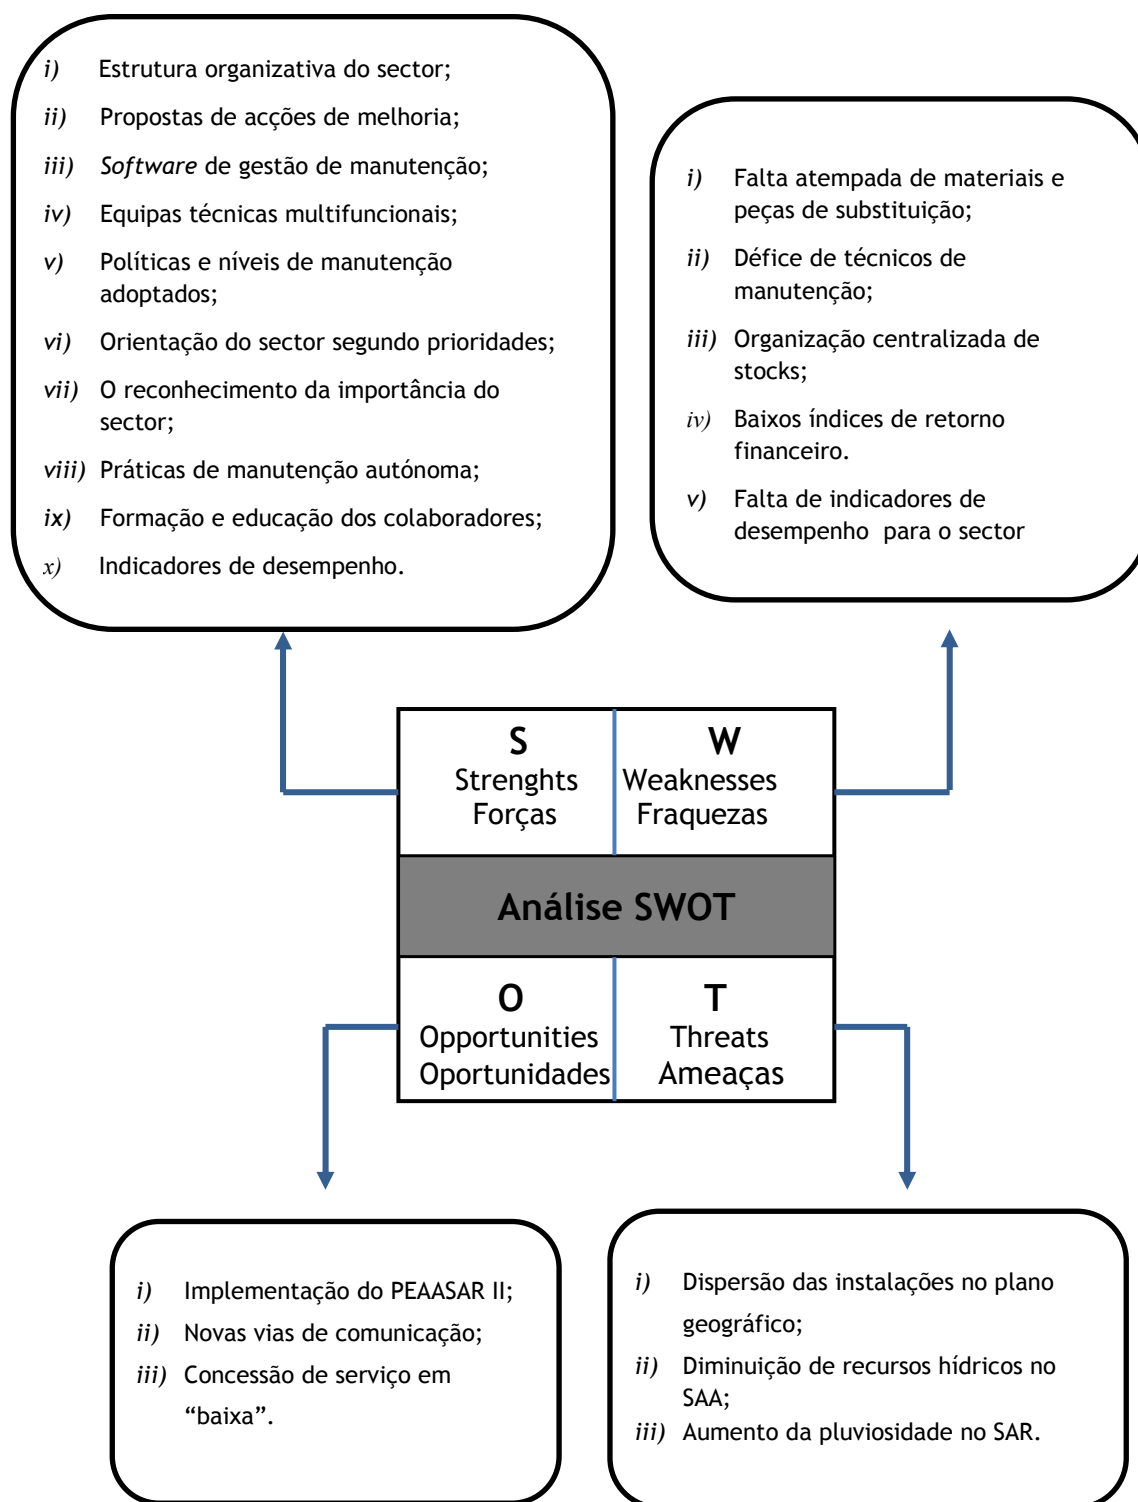 i) Estrutura organizativa do sector;
ii) Propostas de acções de melhoria;
iii) Software de gestão de manutenção;
iv) Equipas técnicas multifuncionais;
v) Políticas e níveis de manutenção
adoptados;
vi) Orientação do sector segundo prioridades;
vii) O reconhecimento da importância do
sector;
viii) Práticas de manutenção autónoma;
ix) Formação e educação dos colaboradores;
x) Indicadores de desempenho.
i) Falta atempada de materiais e
peças de substituição;
ii) Défice de técnicos de
manutenção;
iii) Organização centralizada de
stocks;
iv) Baixos índices de retorno
financeiro.
v) Falta de indicadores de
desempenho para o sector
S
Strenghts
Forças
W
Weaknesses
Fraquezas
Análise SWOT
O
Opportunities
Oportunidades
T
Threats
Ameaças
i) Implementação do PEAASAR II;
ii) Novas vias de comunicação;
iii) Concessão de serviço em
“baixa”.
i) Dispersão das instalações no plano
geográfico;
ii) Diminuição de recursos hídricos no
SAA;
iii) Aumento da pluviosidade no SAR.